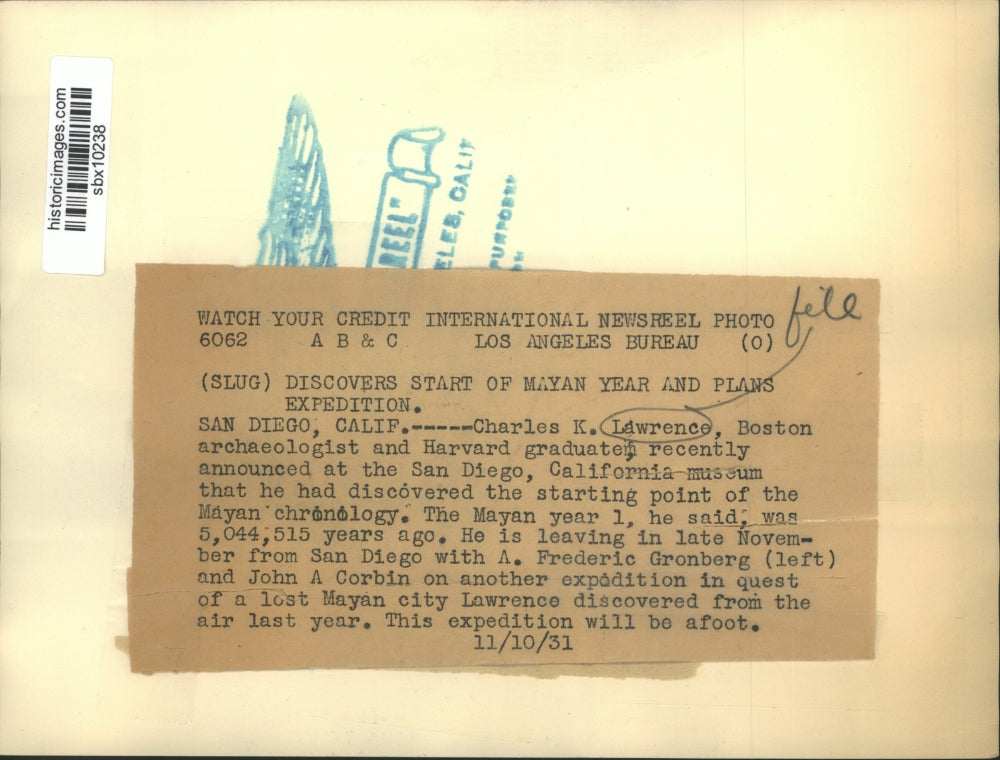 historicimages.com
sbx10238
REEL"
ELES, CALIF
PURPOSES
file
WATCH YOUR CREDIT INTERNATIONAL NEWSREEL PHOTO
6062 A B & C LOS ANGELES BUREAU (O)
(SLUG) DISCOVERS START OF MAYAN YEAR AND PLANS
EXPEDITION.
SAN DIEGO, CALIF.-----Charles K. Lawrence, Boston
archaeologist and Harvard graduate, recently
announced at the San Diego, California museum
that he had discovered the starting point of the
Mayan chronology. The Mayan year 1, he said, was
5,044,515 years ago. He is leaving in late Novem-
ber from San Diego with A. Frederic Gronberg (left)
and John A Corbin on another expedition in quest
of a lost Mayan city Lawrence discovered from the
air last year. This expedition will be afoot.
11/10/31